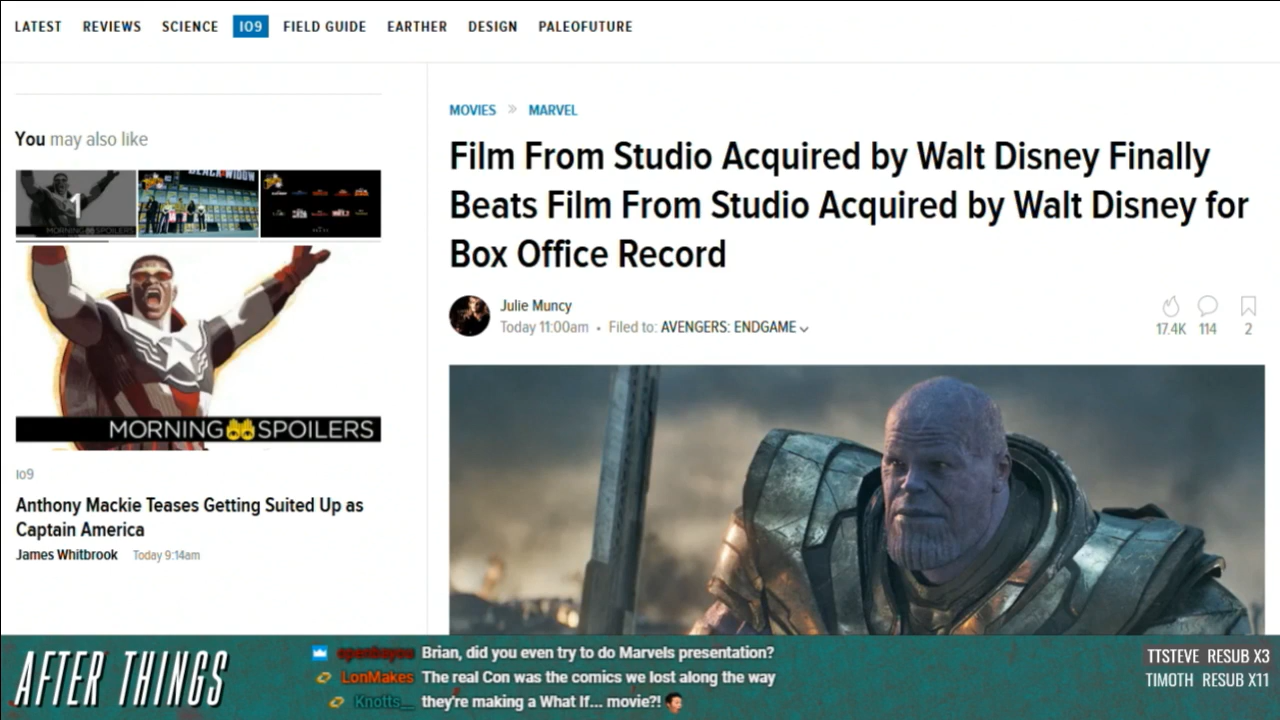 LATEST REVIEWS SCIENCE IO9 FIELD GUIDE EARTHER DESIGN PALEOFUTURE
You may also like
1
BLACK WIDOW
MORNING SPOILERS
MORNING SPOILERS
io9
Anthony Mackie Teases Getting Suited Up as
Captain America
James Whitbrook Today 9:14am
MOVIES » MARVEL
Film From Studio Acquired by Walt Disney Finally
Beats Film From Studio Acquired by Walt Disney for
Box Office Record
Julie Muncy
Today 11:00am • Filed to: AVENGERS: ENDGAME
17.4K 114 2
AFTER THINGS
openbayou Brian, did you even try to do Marvels presentation?
LonMakes The real Con was the comics we lost along the way
Knotts__ they're making a What If... movie?!
TTSTEVE RESUB X3
TIMOTH RESUB X11